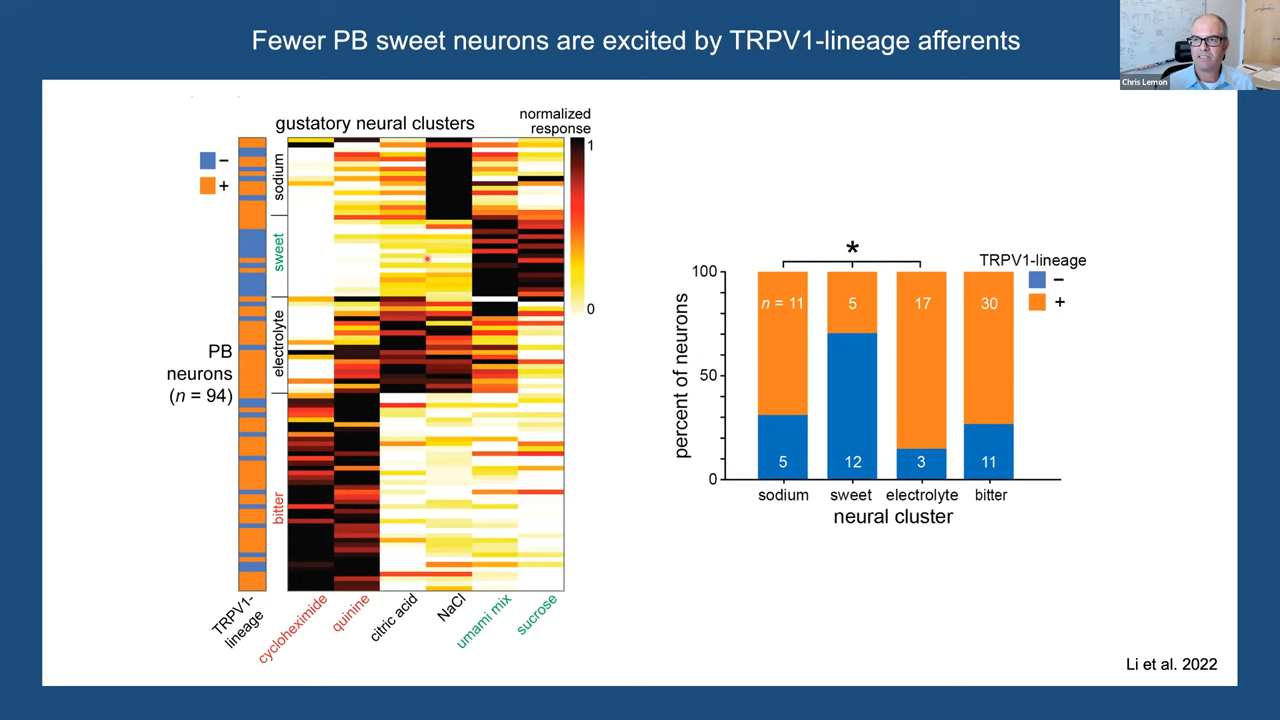 Fewer PB sweet neurons are excited by TRPV1-lineage afferents
Chris Lemon
gustatory neural clusters
normalized
response
1
0
−
+
sodium
sweet
electrolyte
bitter
PB
neurons
(n = 94)
TRPV1-
lineage
cycloheximide
quinine
citric acid
NaCl
umami mix
sucrose
*
TRPV1-lineage
−
+
percent of neurons
100
50
0
n = 11
5
17
30
5
12
3
11
sodium
sweet
electrolyte
bitter
neural cluster
Li et al. 2022